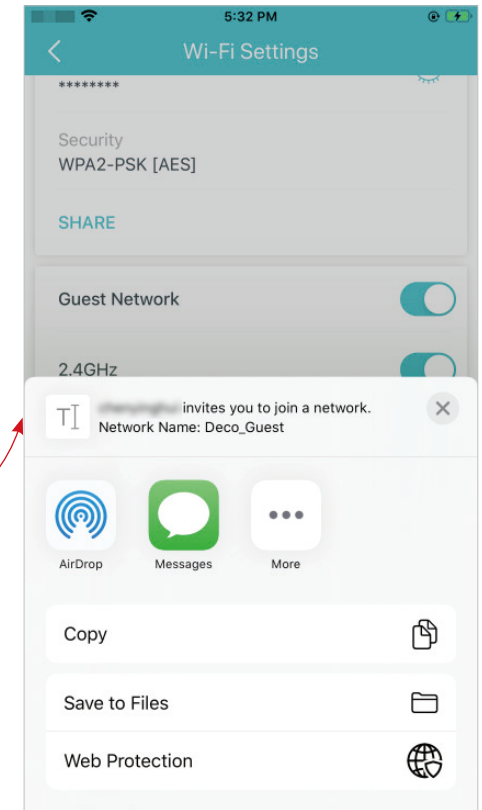 5:32 PM
Wi-Fi Settings
********
Security
WPA2-PSK [AES]
SHARE
Guest Network
2.4GHz
invites you to join a network.
Network Name: Deco_Guest
AirDrop
Messages
More
Copy
Save to Files
Web Protection